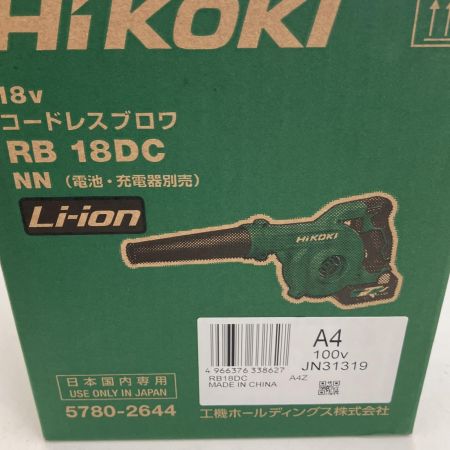 HiKOKI
18v
コードレスブロワ
RB 18DC
NN（電池・充電器別売）
Li-ion
HiKOKI
A4
100v
4 966376 338627
JN31319
RB18DC A4Z
MADE IN CHINA
日本国内専用
USE ONLY IN JAPAN
5780-2644
工機ホールディングス株式会社